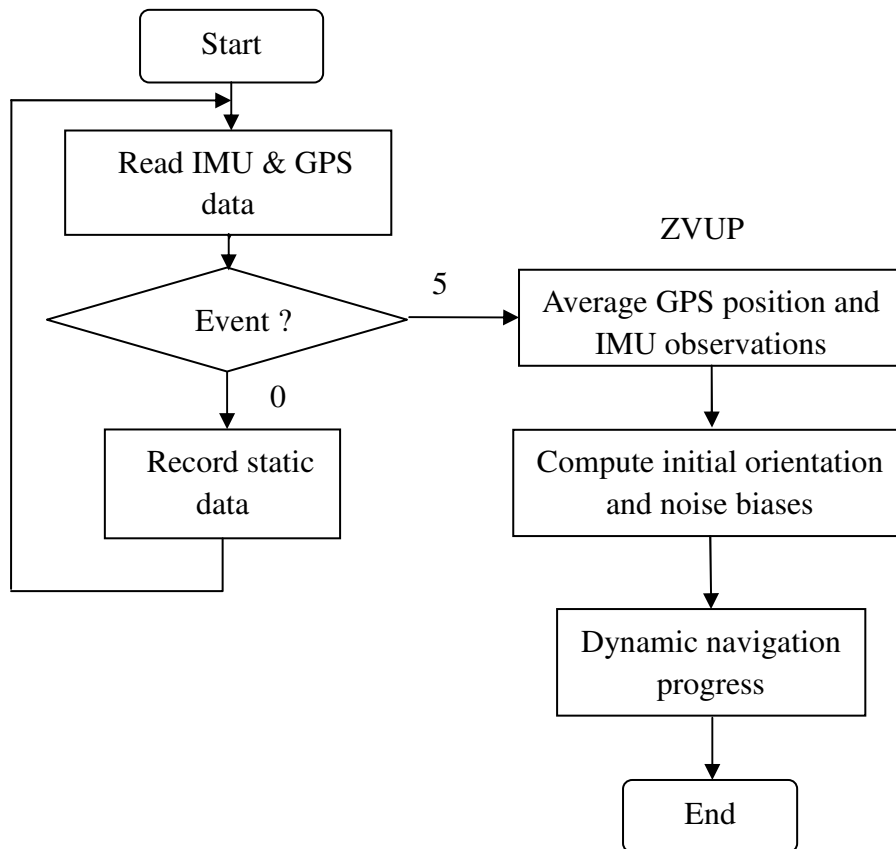 Start
Read IMU & GPS
data
Event ?
5
0
Record static
data
ZVUP
Average GPS position and
IMU observations
Compute initial orientation
and noise biases
Dynamic navigation
progress
End